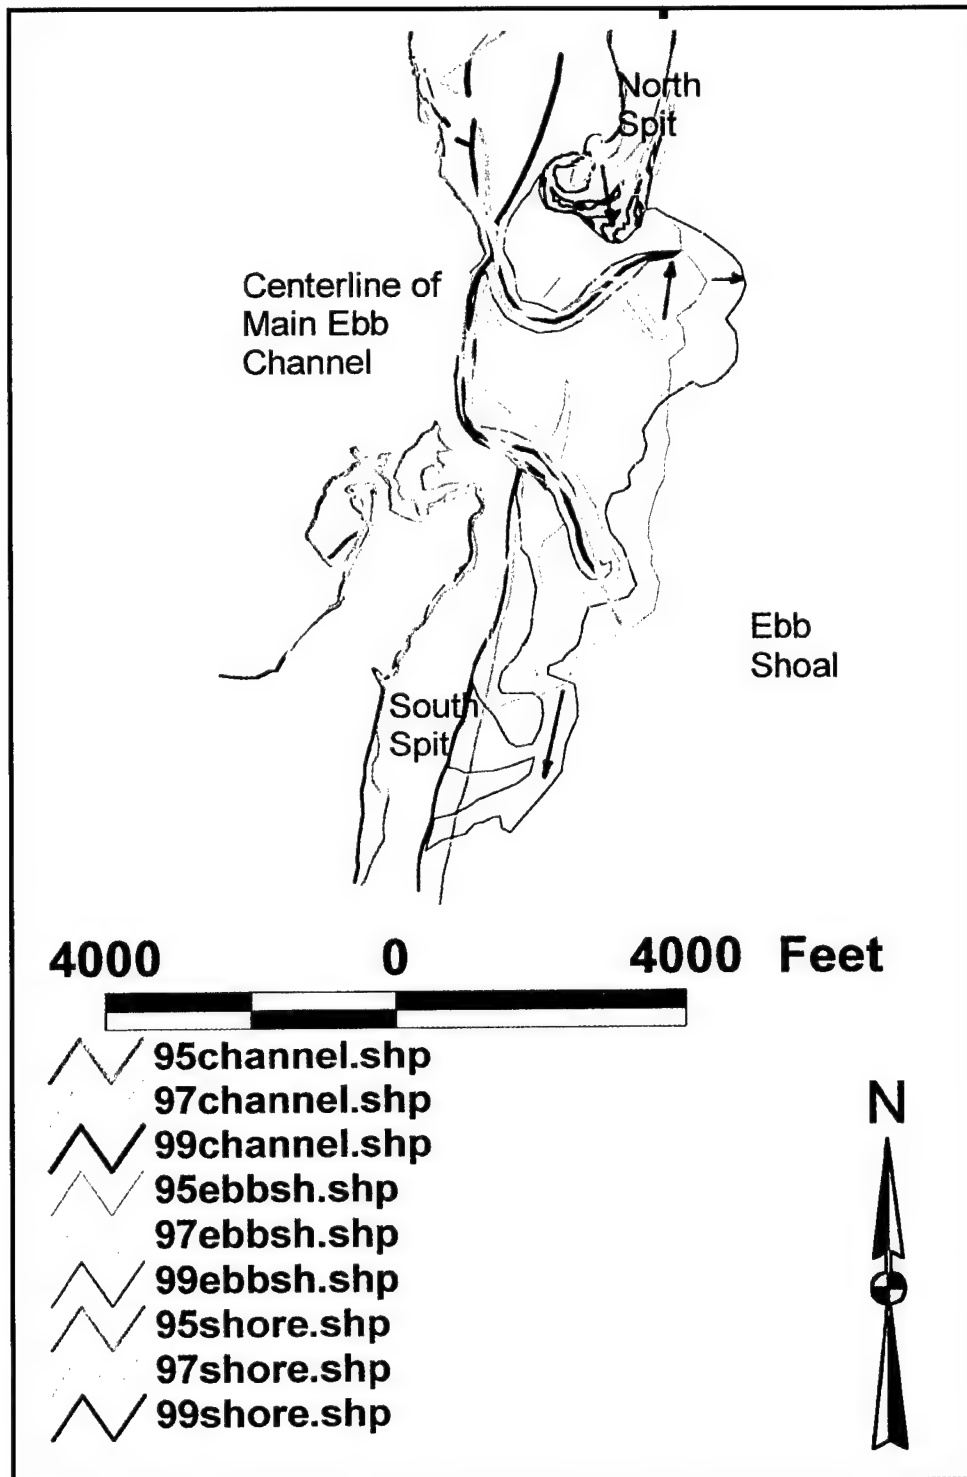 North
Spit
Centerline of
Main Ebb
Channel
Ebb
Shoal
South
Spit
4000 0 4000 Feet
95channel.shp
97channel.shp
99channel.shp
95ebbsh.shp
97ebbsh.shp
99ebbsh.shp
95shore.shp
97shore.shp
99shore.shp
N